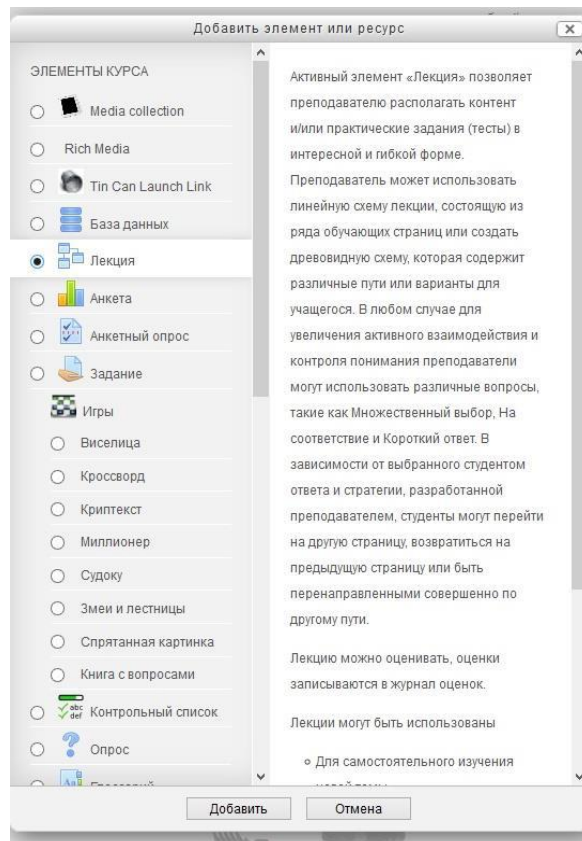 Добавить элемент или ресурс
ЭЛЕМЕНТЫ КУРСА
Media collection
Rich Media
Tin Can Launch Link
База данных
Лекция
Анкета
Анкетный опрос
Задание
Игры
Виселица
Кроссворд
Криптекст
Миллионер
Судоку
Змеи и лестницы
Спрятанная картинка
Книга с вопросами
abc
def
Контрольный список
Опрос
Активный элемент «Лекция» позволяет
преподавателю располагать контент
и/или практические задания (тесты) в
интересной и гибкой форме.
Преподаватель может использовать
линейную схему лекции, состоящую из
ряда обучающих страниц или создать
древовидную схему, которая содержит
различные пути или варианты для
учащегося. В любом случае для
увеличения активного взаимодействия и
контроля понимания преподаватели
могут использовать различные вопросы,
такие как Множественный выбор, На
соответствие и Короткий ответ. В
зависимости от выбранного студентом
ответа и стратегии, разработанной
преподавателем, студенты могут перейти
на другую страницу, возвратиться на
предыдущую страницу или быть
перенаправленными совершенно по
другому пути.
Лекцию можно оценивать, оценки
записываются в журнал оценок.
Лекции могут быть использованы
Для самостоятельного изучения
Добавить
Отмена